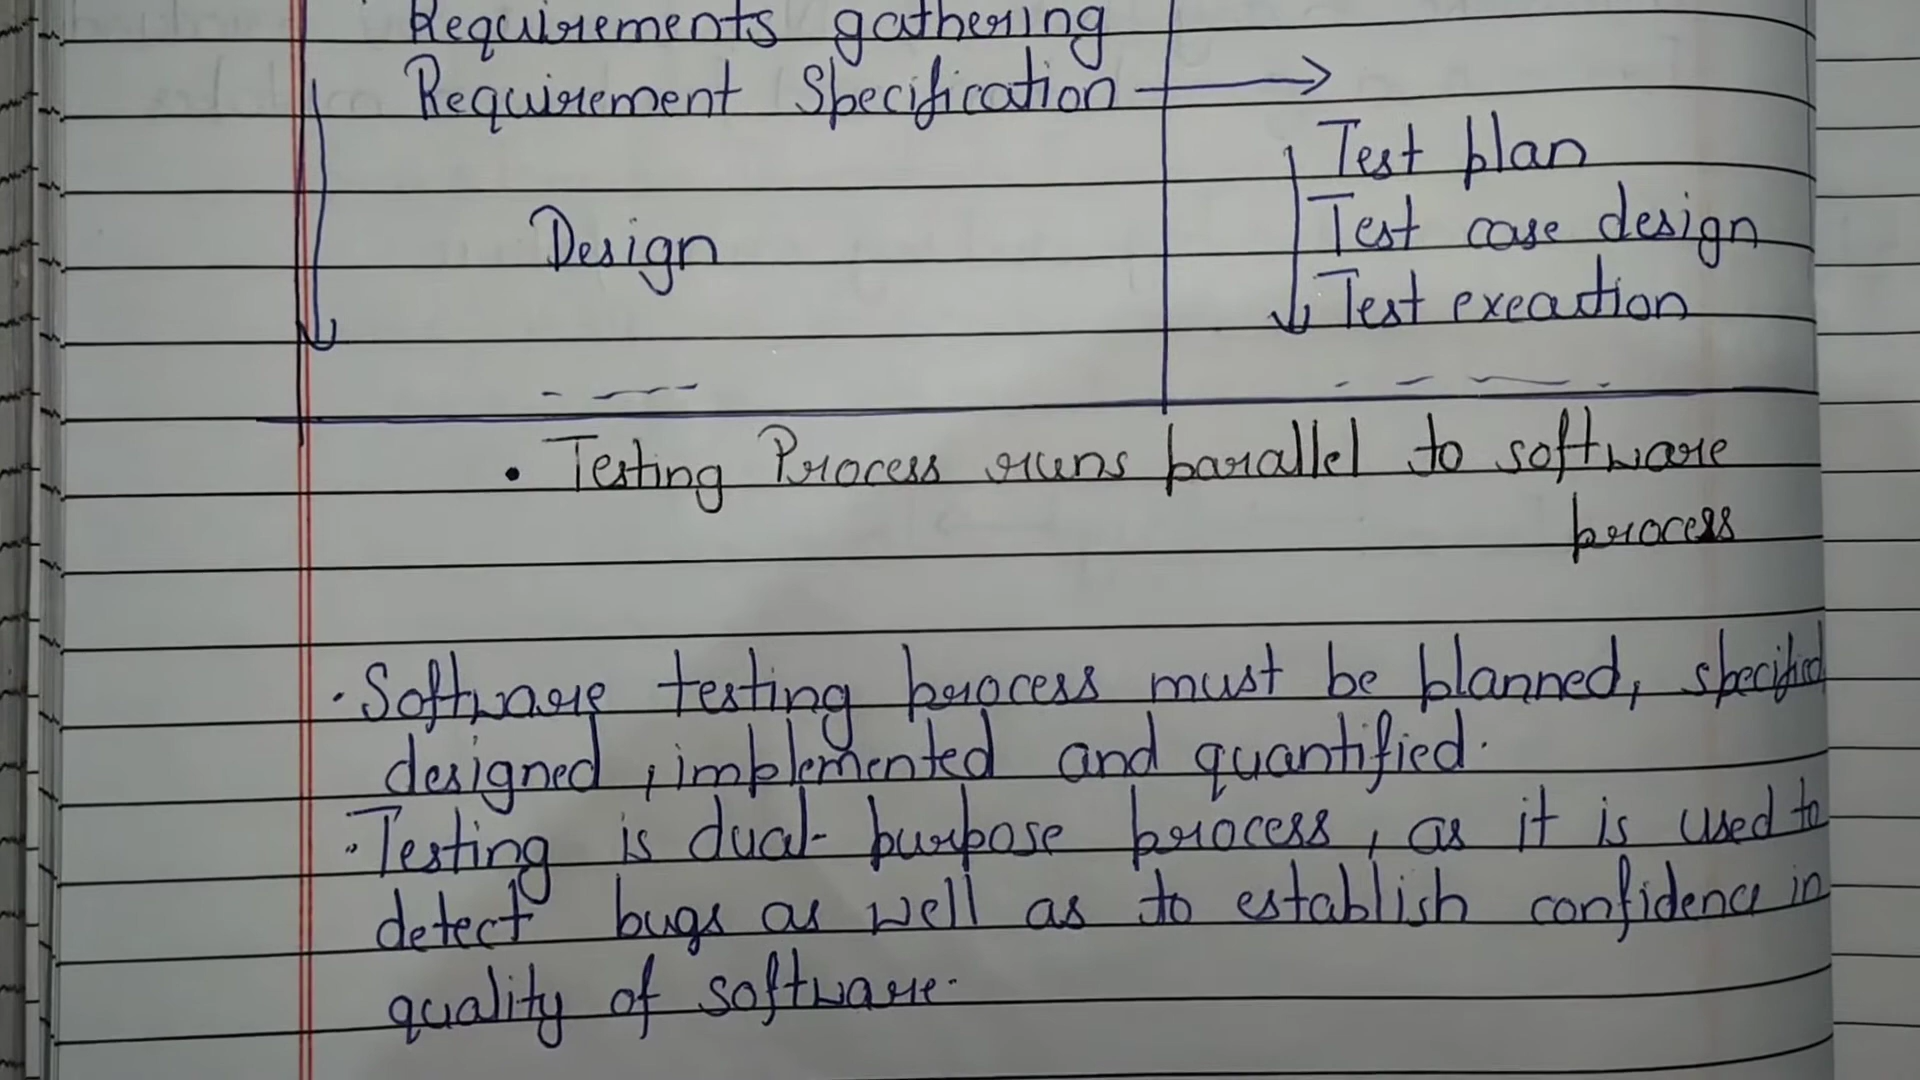 Requirements gathering
Requirement Specification
Test plan
Test case design
Design
Test execution
• Testing Process runs parallel to software
process
· Software testing process must be planned, specified
designed, implemented and quantified.
· Testing is dual-purpose process, as it is used to
detect bugs as well as to establish confidence in
quality of software.